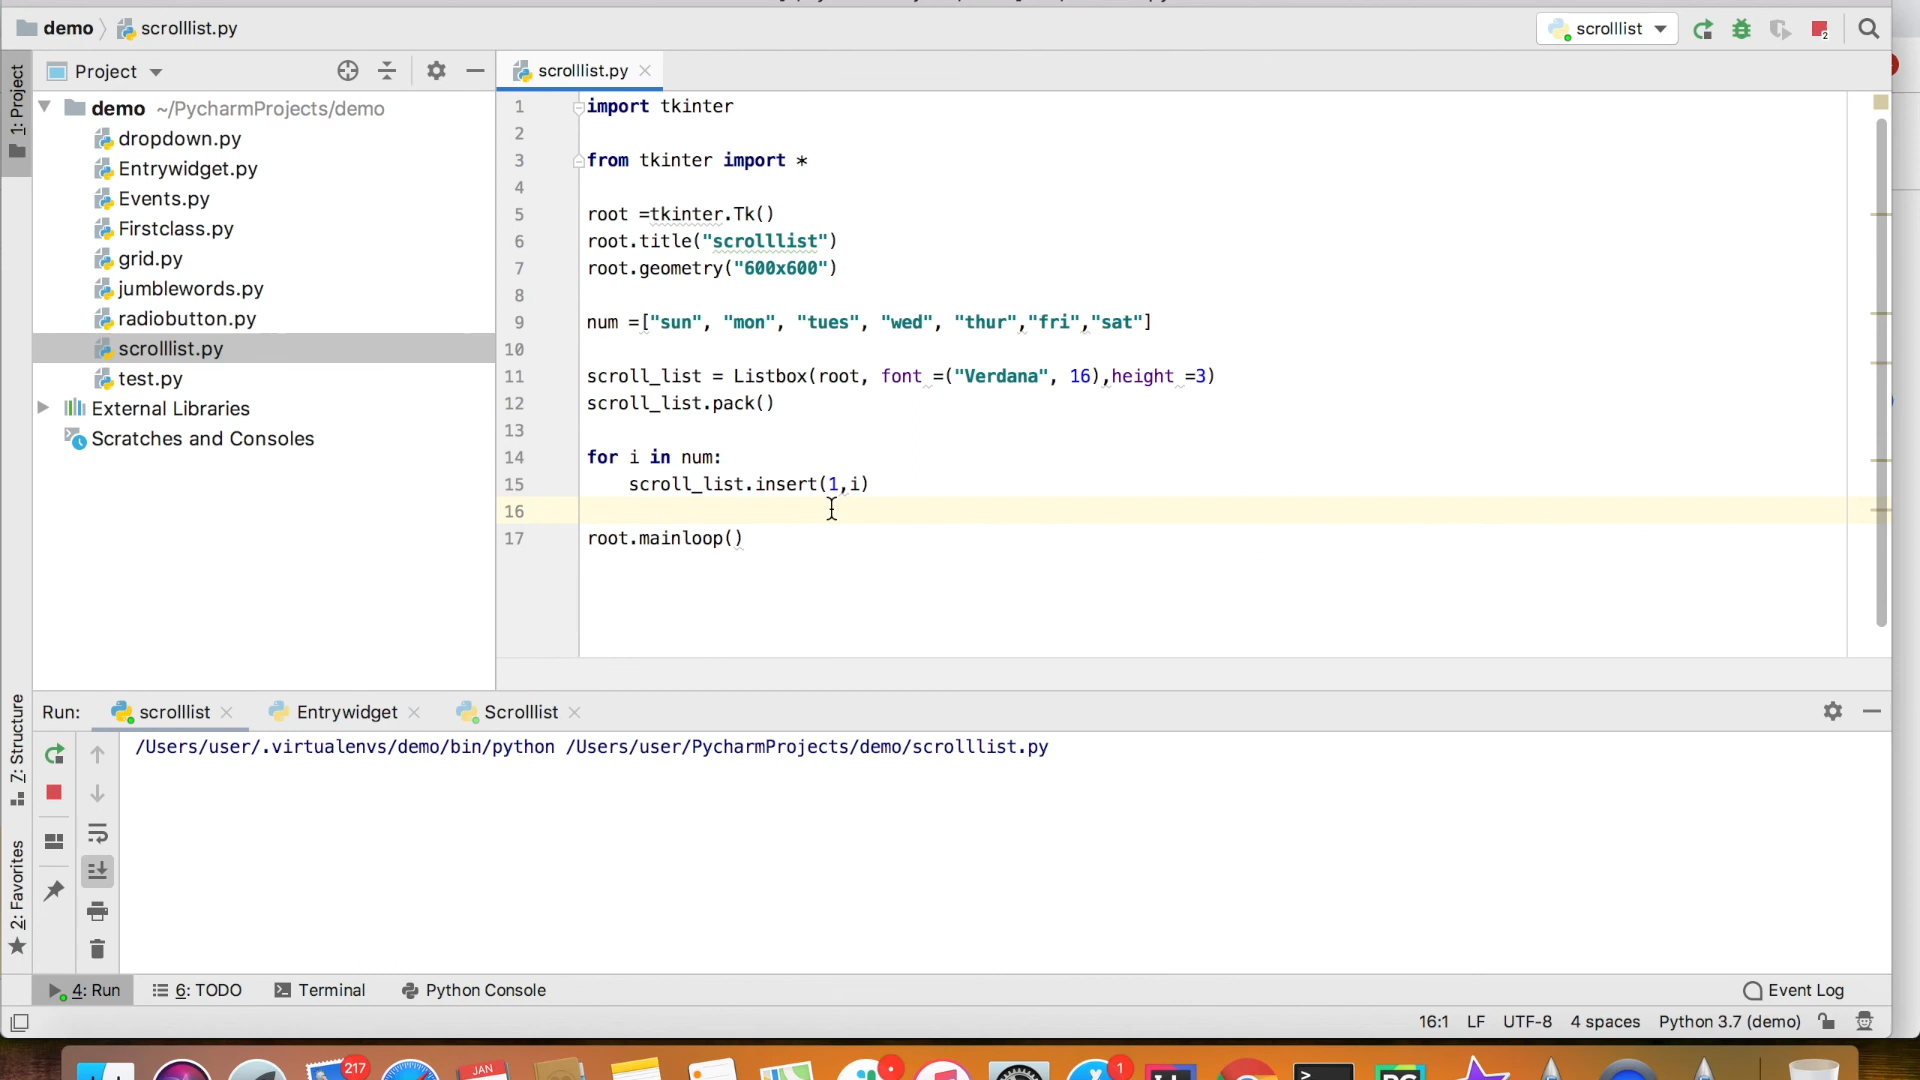 demo scrolllist.py scrolllist 2
1: Project Project scrolllist.py
demo ~/PycharmProjects/demo
dropdown.py
Entrywidget.py
Events.py
Firstclass.py
grid.py
jumblewords.py
radiobutton.py
scrolllist.py
test.py
External Libraries
Scratches and Consoles
1 import tkinter
2
3 from tkinter import *
4
5 root =tkinter.Tk()
6 root.title("scrolllist")
7 root.geometry("600x600")
8
9 num =["sun", "mon", "tues", "wed", "thur","fri","sat"]
10
11 scroll_list = Listbox(root, font =("Verdana", 16),height =3)
12 scroll_list.pack()
13
14 for i in num:
15 scroll_list.insert(1,i)
16
17 root.mainloop()
Z: Structure
2: Favorites
Run: scrolllist Entrywidget Scrolllist
/Users/user/.virtualenvs/demo/bin/python /Users/user/PycharmProjects/demo/scrolllist.py
4: Run 6: TODO Terminal Python Console Event Log
16:1 LF UTF-8 4 spaces Python 3.7 (demo)
217 JAN 1